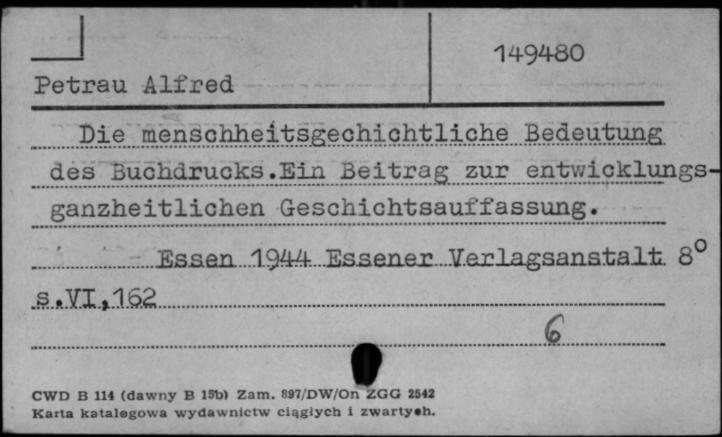 149480
Petrau Alfred
Die menschheitsgechichtliche Bedeutung
des Buchdrucks.Ein Beitrag zur entwicklungs-
ganzheitlichen Geschichtsauffassung.
Essen 1944 Essener Verlagsanstalt 8°
s.VI,162
6
CWD B 114 (dawny B 15b) Zam. 897/DW/On ZGG 2542
Karta katalogowa wydawnictw ciągłych i zwartych.